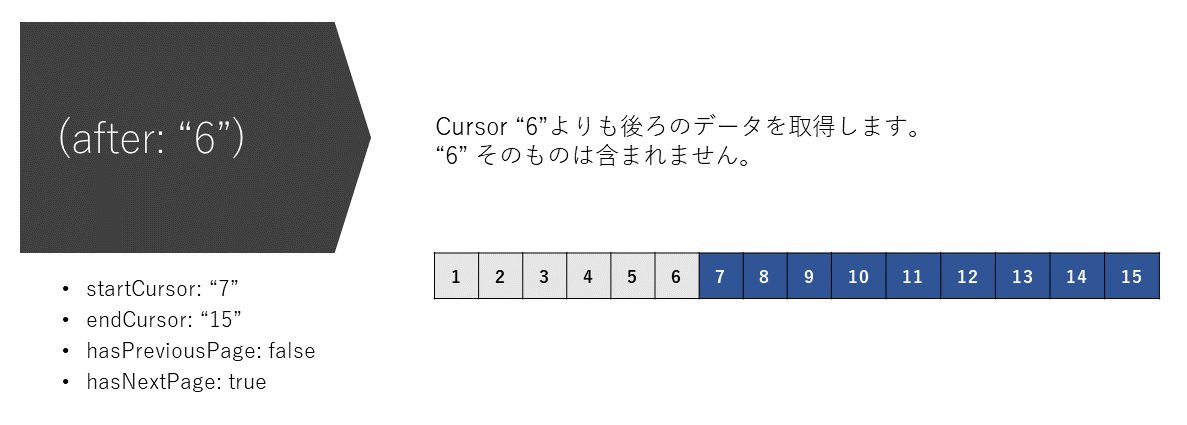 (after: “6”)
Cursor “6”よりも後ろのデータを取得します。
“6” そのものは含まれません。
1 2 3 4 5 6 7 8 9 10 11 12 13 14 15
• startCursor: “7”
• endCursor: “15”
• hasPreviousPage: false
• hasNextPage: true